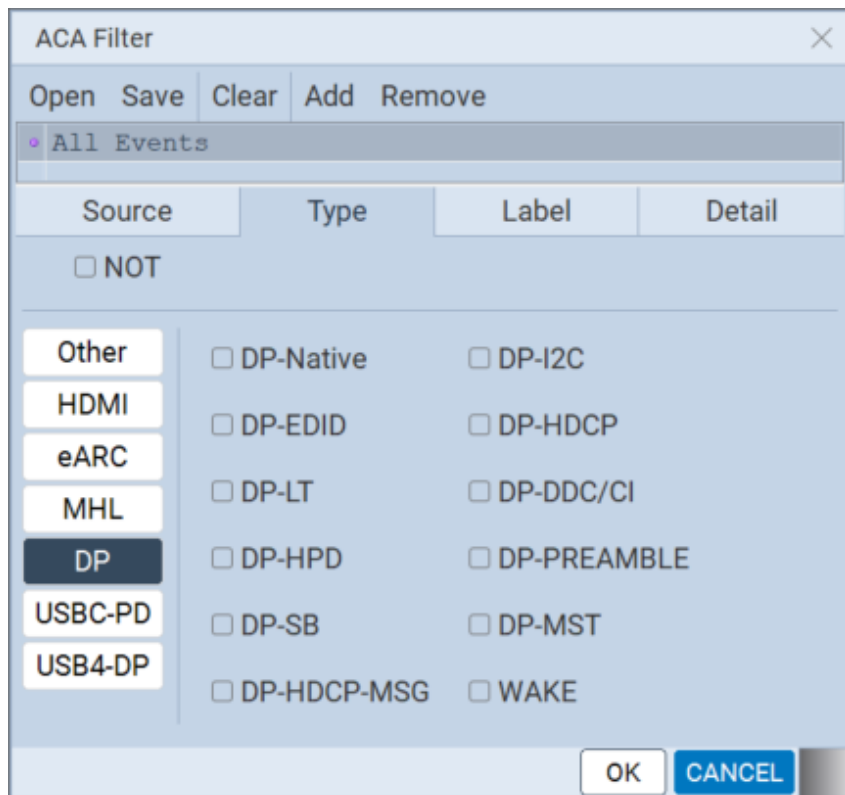 ACA Filter
Open Save Clear Add Remove
All Events
Source Type Label Detail
NOT
Other
HDMI
eARC
MHL
DP
USBC-PD
USB4-DP
DP-Native DP-I2C
DP-EDID DP-HDCP
DP-LT DP-DDC/CI
DP-HPD DP-PREAMBLE
DP-SB DP-MST
DP-HDCP-MSG WAKE
OK CANCEL